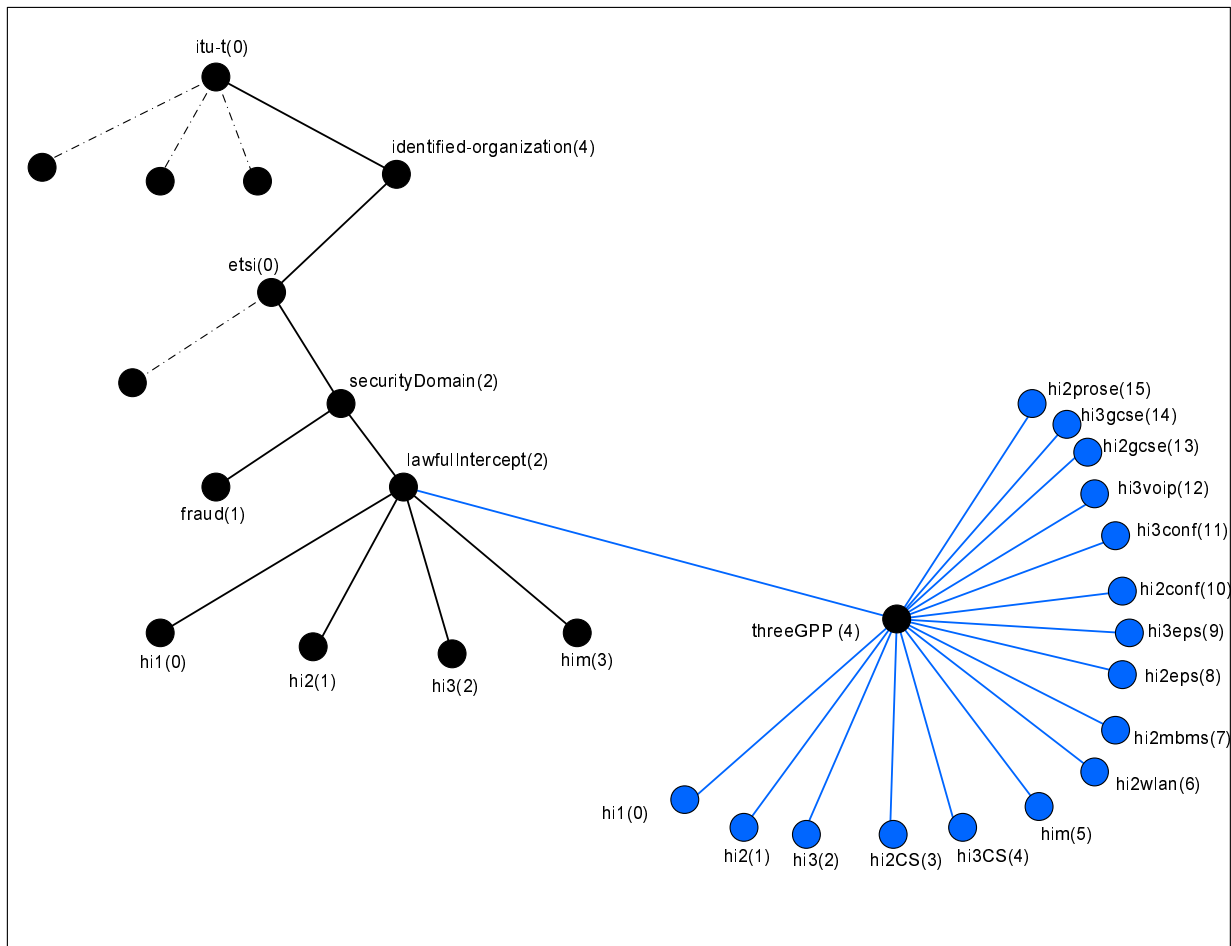 itu-t(0)
identified-organization(4)
etsi(0)
securityDomain(2)
lawfulIntercept(2)
fraud(1)
hi1(0)
hi2(1)
hi3(2)
him(3)
threeGPP (4)
hi2prose(15)
hi3gcse(14)
hi2gcse(13)
hi3voip(12)
hi3conf(11)
hi2conf(10)
hi3eps(9)
hi2eps(8)
hi2mbms(7)
hi2wlan(6)
him(5)
hi3CS(4)
hi2CS(3)
hi3(2)
hi2(1)
hi1(0)